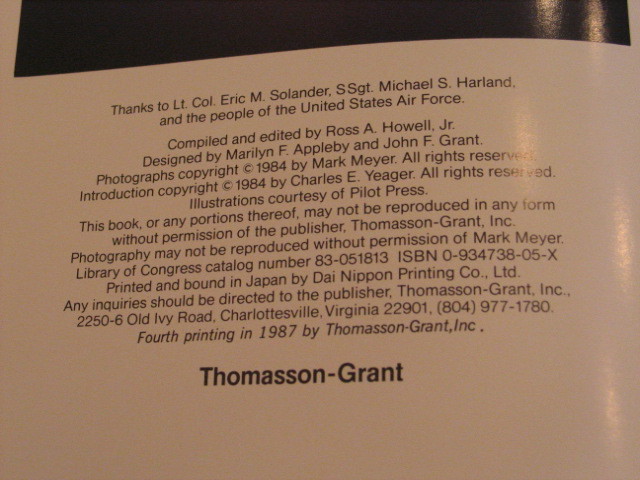 Thanks to Lt. Col. Eric M. Solander, SSgt. Michael S. Harland,
and the people of the United States Air Force.
Compiled and edited by Ross A. Howell, Jr.
Designed by Marilyn F. Appleby and John F. Grant.
Photographs copyright © 1984 by Mark Meyer. All rights reserved.
Introduction copyright © 1984 by Charles E. Yeager. All rights reserved.
Illustrations courtesy of Pilot Press.
This book, or any portions thereof, may not be reproduced in any form
without permission of the publisher, Thomasson-Grant, Inc.
Photography may not be reproduced without permission of Mark Meyer.
Library of Congress catalog number 83-051813 ISBN 0-934738-05-X
Printed and bound in Japan by Dai Nippon Printing Co., Ltd.
Any inquiries should be directed to the publisher, Thomasson-Grant, Inc.,
2250-6 Old Ivy Road, Charlottesville, Virginia 22901, (804) 977-1780.
Fourth printing in 1987 by Thomasson-Grant,Inc .
Thomasson-Grant